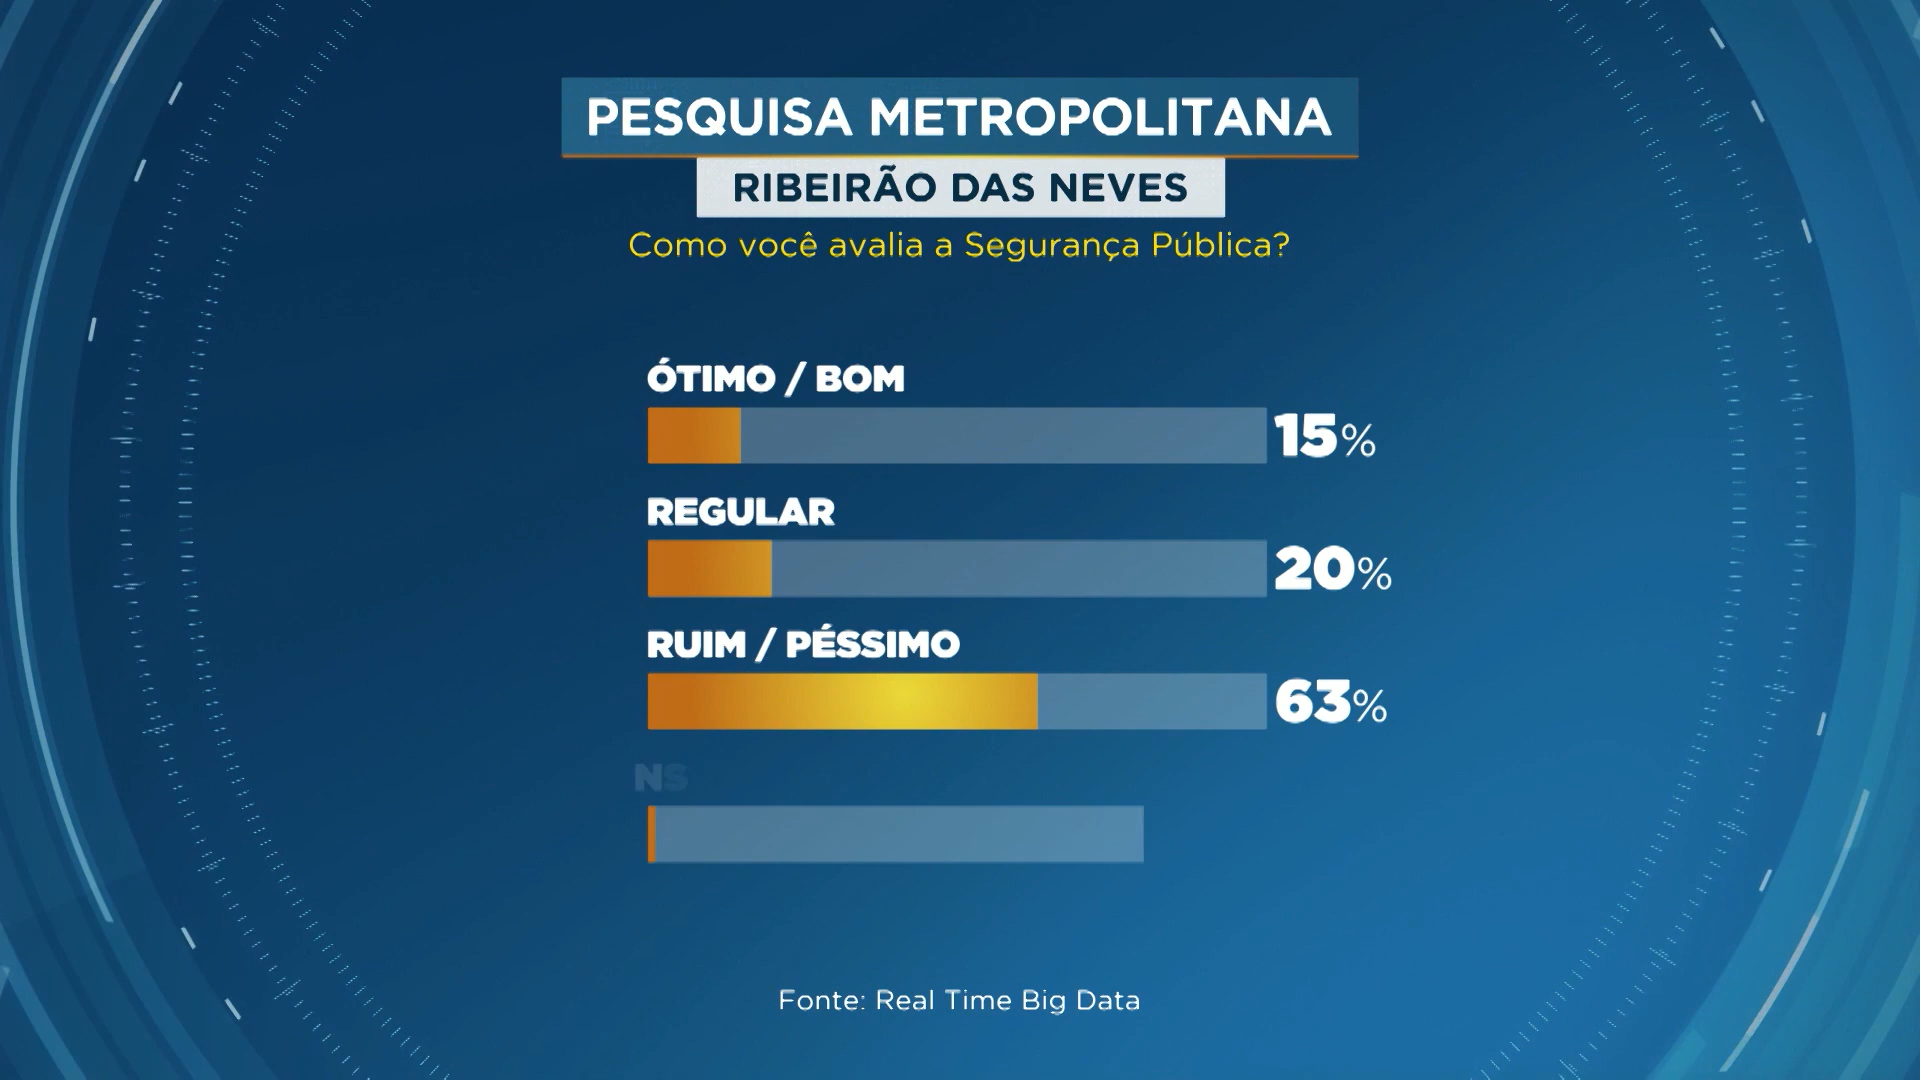 PESQUISA METROPOLITANA
RIBEIRÃO DAS NEVES
Como você avalia a Segurança Pública?
ÓTIMO / BOM
15%
REGULAR
20%
RUIM / PÉSSIMO
63%
NS
Fonte: Real Time Big Data